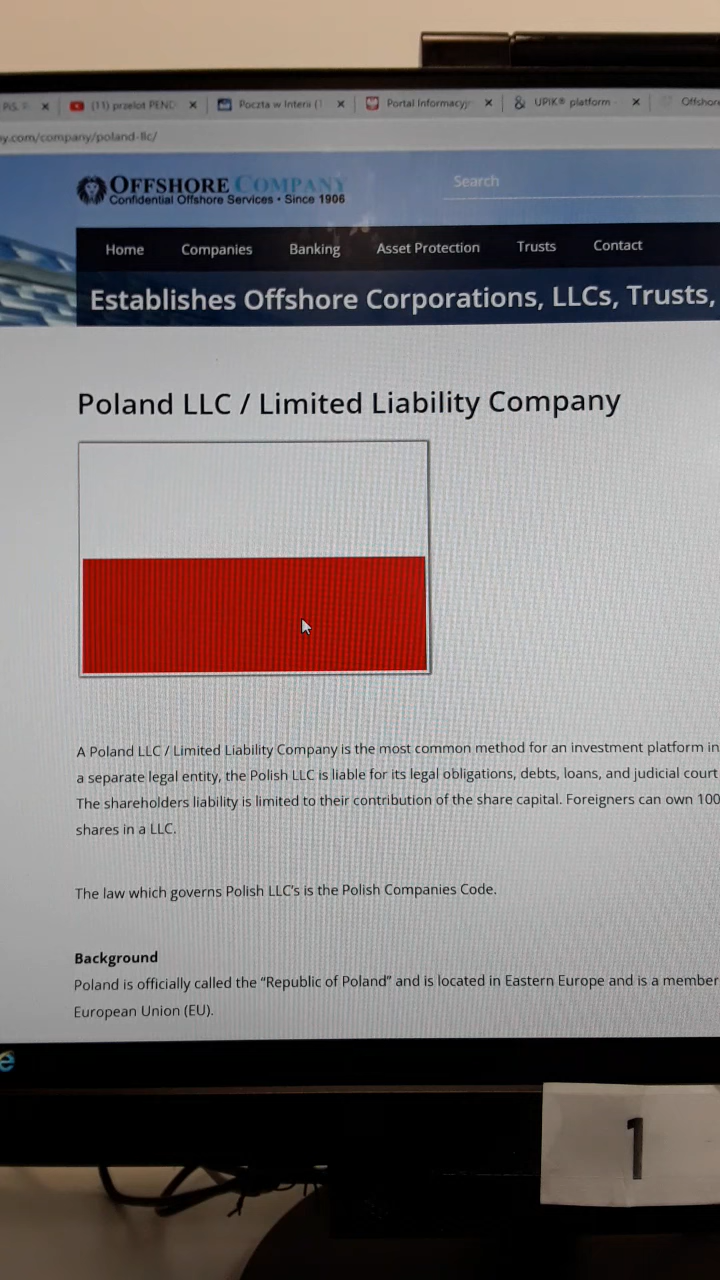 (11) przelot PEND
Poczta w Interii (1
Portal Informacyj
UPIK® platform -
Offshore
y.com/company/poland-llc/
OFFSHORE COMPANY
Confidential Offshore Services • Since 1906
Search
Home Companies Banking Asset Protection Trusts Contact
Establishes Offshore Corporations, LLCs, Trusts,
Poland LLC / Limited Liability Company
A Poland LLC / Limited Liability Company is the most common method for an investment platform in
a separate legal entity, the Polish LLC is liable for its legal obligations, debts, loans, and judicial court
The shareholders liability is limited to their contribution of the share capital. Foreigners can own 100
shares in a LLC.
The law which governs Polish LLC's is the Polish Companies Code.
Background
Poland is officially called the “Republic of Poland” and is located in Eastern Europe and is a member
European Union (EU).
1